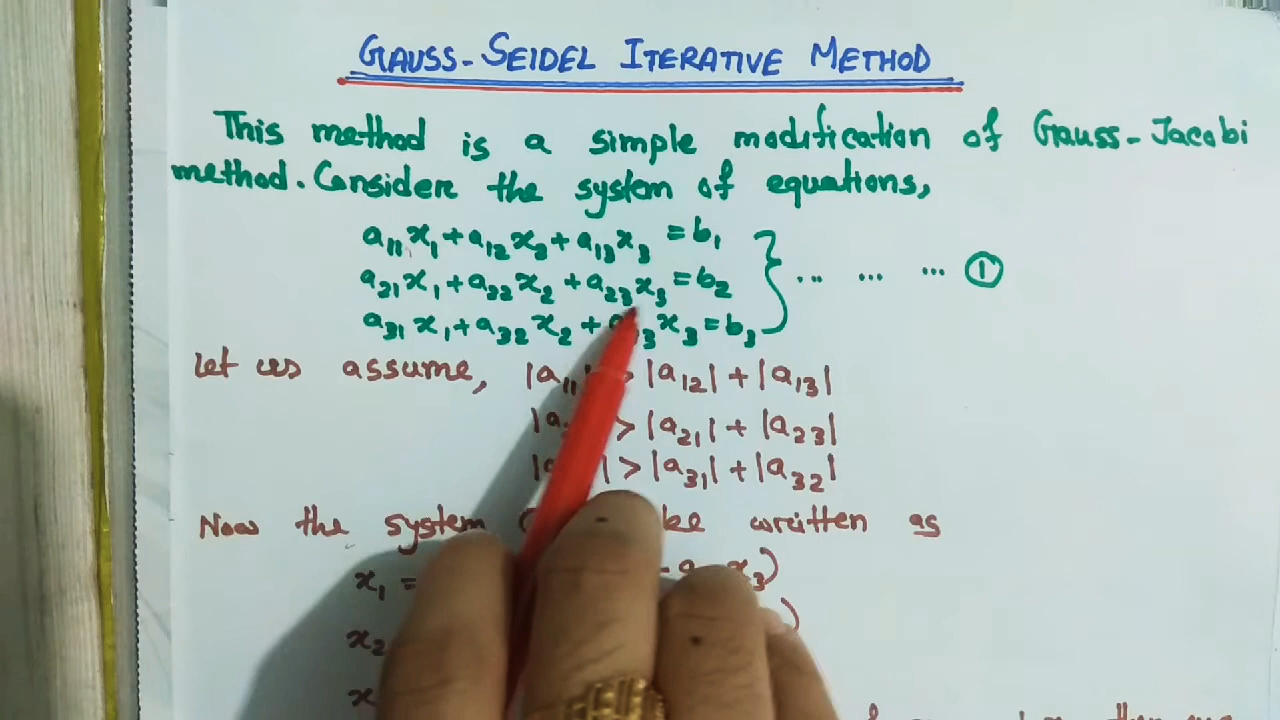 GAUSS-SEIDEL ITERATIVE METHOD
This method is a simple modification of Gauss-Jacobi
method. Consider the system of equations,
a₁₁x₁+a₁₂x₂+a₁₃x₃ =b₁
a₂₁x₁+a₂₂x₂+a₂₃x₃=b₂ } ... ... ... ①
a₃₁x₁+a₃₂x₂+ x₃=b₃
Let us assume, |a₁₁| > |a₁₂|+|a₁₃|
> |a₂₁|+|a₂₃|
| > |a₃₁|+|a₃₂|
Now the system be written as
x₁ = x₃)
x₂ )
x